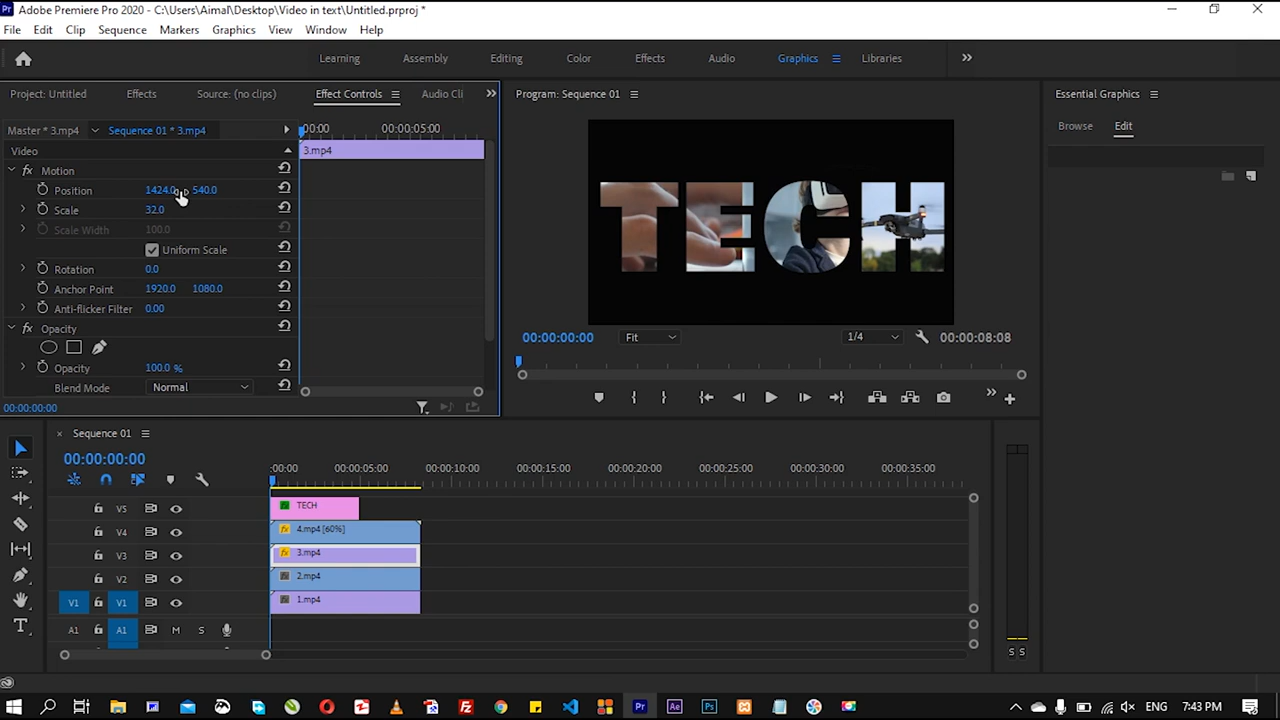 Adobe Premiere Pro 2020 - C:\Users\Aimal\Desktop\Video in text\Untitled.prproj *
File Edit Clip Sequence Markers Graphics View Window Help
Learning Assembly Editing Color Effects Audio Graphics Libraries
Project: Untitled Effects Source: (no clips) Effect Controls Audio Cli
Program: Sequence 01
Essential Graphics
Master * 3.mp4 Sequence 01 * 3.mp4
:00:00 00:00:05:00
Browse Edit
Video
3.mp4
fx Motion
Position 1424.0 540.0
Scale 32.0
Scale Width 100.0
Uniform Scale
Rotation 0.0
Anchor Point 1920.0 1080.0
Anti-flicker Filter 0.00
fx Opacity
Opacity 100.0 %
Blend Mode Normal
00:00:00:00
TECH
00:00:00:00 Fit 1/4 00:00:08:08
Sequence 01
00:00:00:00
:00:00 00:00:05:00 00:00:10:00 00:00:15:00 00:00:20:00 00:00:25:00 00:00:30:00 00:00:35:00
V5 TECH
V4 fx 4.mp4 [60%]
V3 fx 3.mp4
V2 fx 2.mp4
V1 V1 fx 1.mp4
A1 A1 M S
S S
ENG 7:43 PM